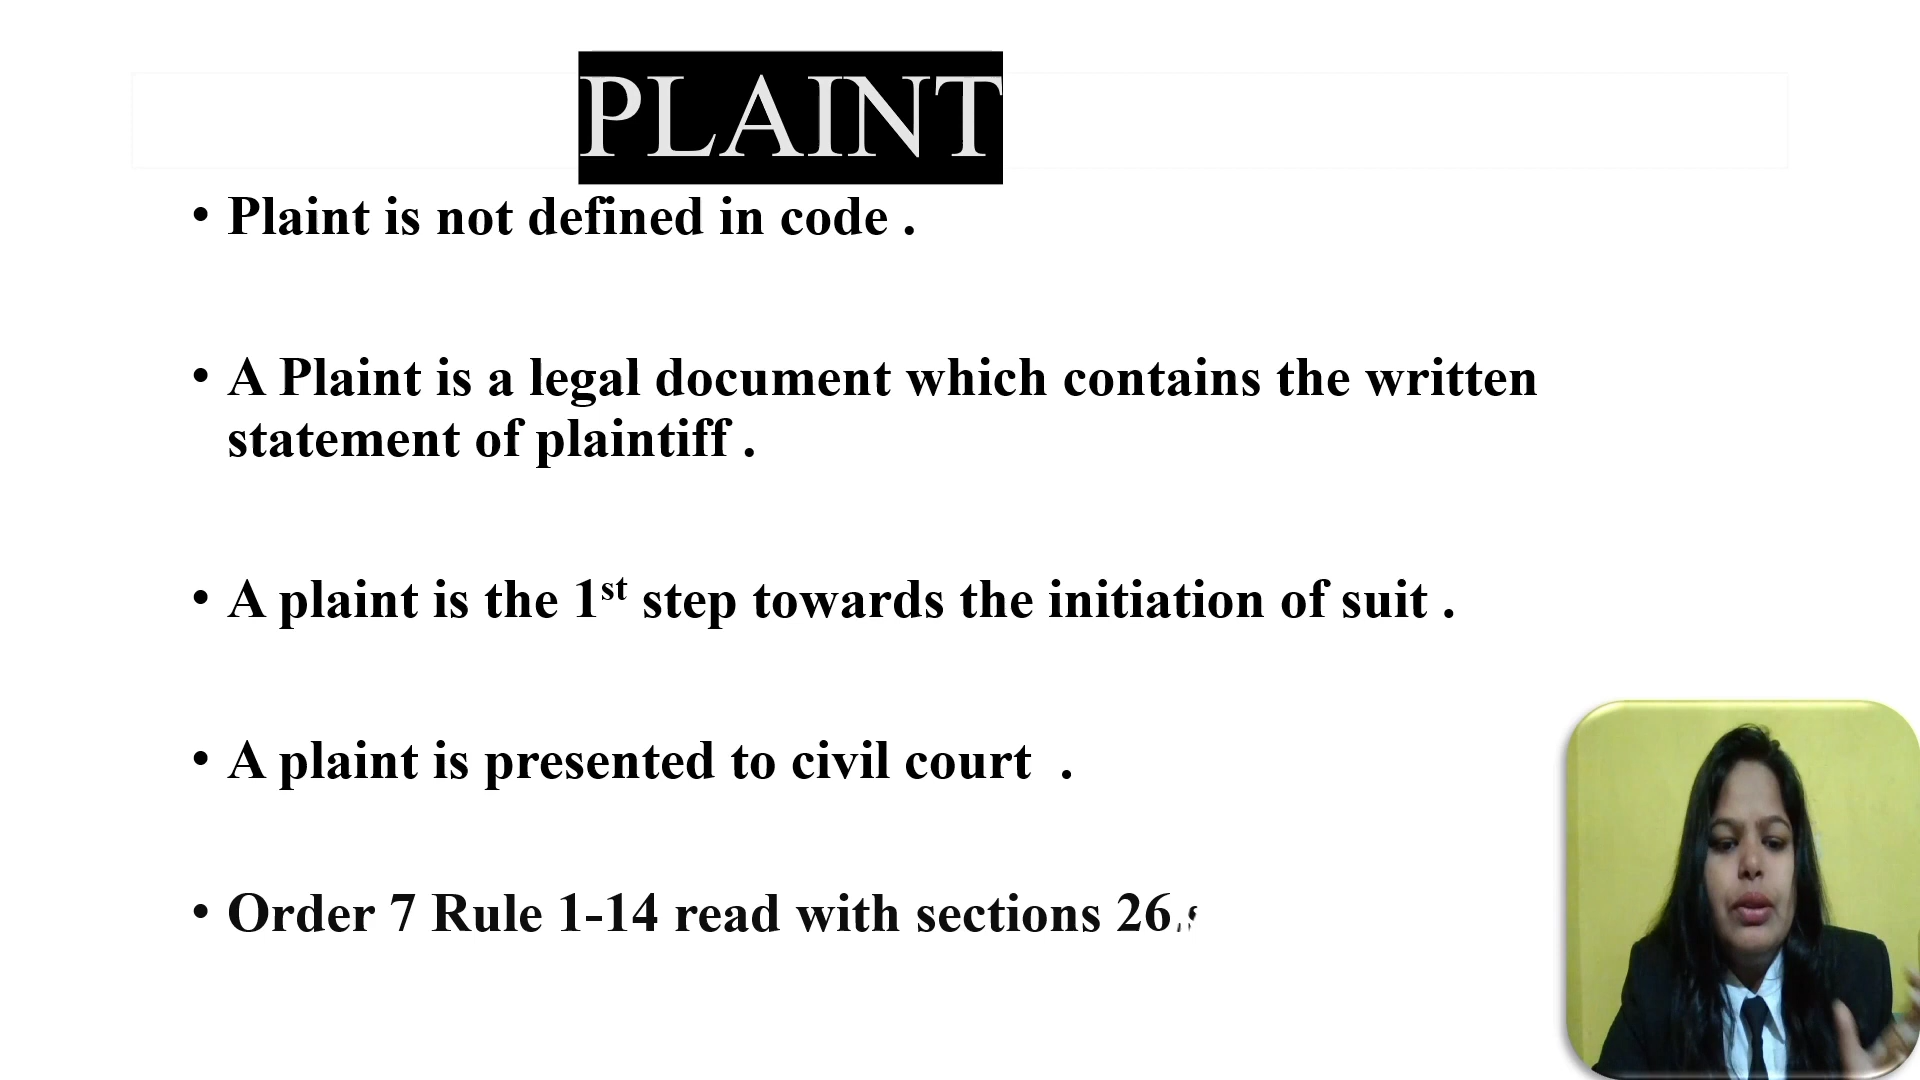 PLAINT
• Plaint is not defined in code .
• A Plaint is a legal document which contains the written
statement of plaintiff .
• A plaint is the 1st step towards the initiation of suit .
• A plaint is presented to civil court .
• Order 7 Rule 1-14 read with sections 26